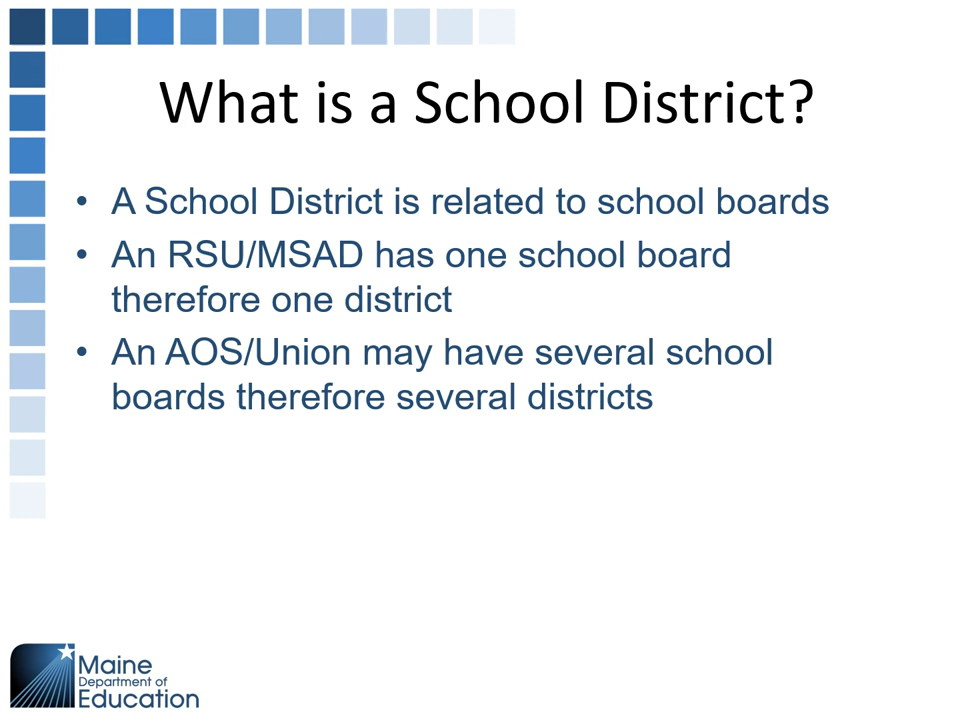 What is a School District?
• A School District is related to school boards
• An RSU/MSAD has one school board
therefore one district
• An AOS/Union may have several school
boards therefore several districts
Maine
Department of
Education